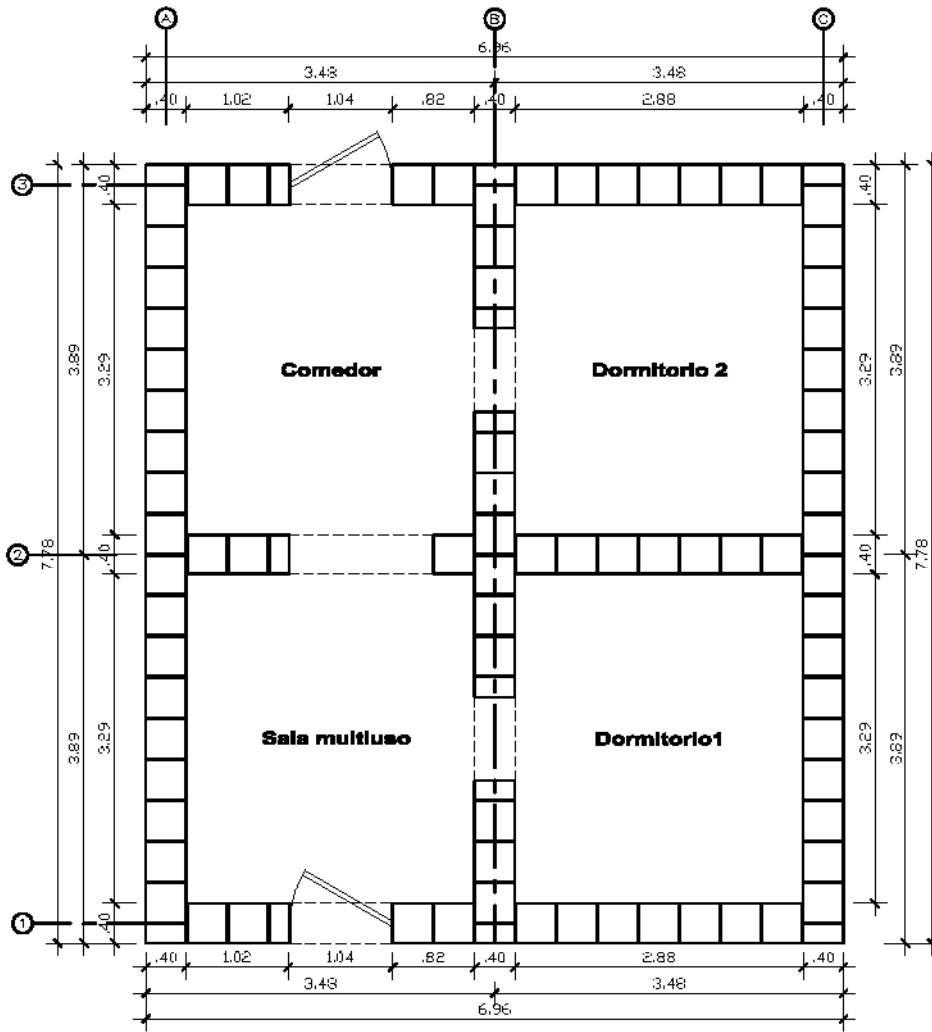 A B C
6.96
3.48 3.48
.40 1.02 1.04 .82 .40 2.88 .40
3
.40 .40
3.89 3.29 3.29 3.89
Comedor Dormitorio 2
2
7.78 .40 .40 7.78
3.89 3.29 3.29 3.89
Sala multiuso Dormitorio1
1
.40 .40
.40 1.02 1.04 .82 .40 2.88 .40
3.48 3.48
6.96